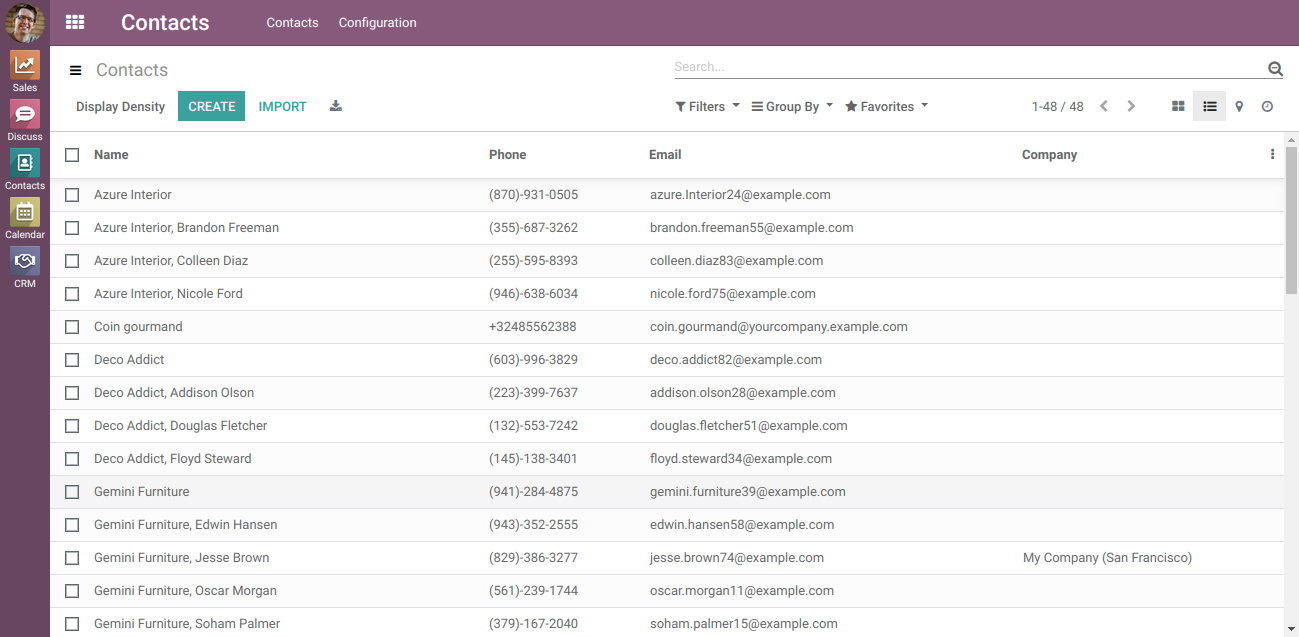 Contacts Contacts Configuration
Sales
Discuss
Contacts
Calendar
CRM
Contacts Search...
Display Density CREATE IMPORT Filters Group By Favorites 1-48 / 48
Name Phone Email Company
Azure Interior (870)-931-0505 azure.Interior24@example.com
Azure Interior, Brandon Freeman (355)-687-3262 brandon.freeman55@example.com
Azure Interior, Colleen Diaz (255)-595-8393 colleen.diaz83@example.com
Azure Interior, Nicole Ford (946)-638-6034 nicole.ford75@example.com
Coin gourmand +32485562388 coin.gourmand@yourcompany.example.com
Deco Addict (603)-996-3829 deco.addict82@example.com
Deco Addict, Addison Olson (223)-399-7637 addison.olson28@example.com
Deco Addict, Douglas Fletcher (132)-553-7242 douglas.fletcher51@example.com
Deco Addict, Floyd Steward (145)-138-3401 floyd.steward34@example.com
Gemini Furniture (941)-284-4875 gemini.furniture39@example.com
Gemini Furniture, Edwin Hansen (943)-352-2555 edwin.hansen58@example.com
Gemini Furniture, Jesse Brown (829)-386-3277 jesse.brown74@example.com My Company (San Francisco)
Gemini Furniture, Oscar Morgan (561)-239-1744 oscar.morgan11@example.com
Gemini Furniture, Soham Palmer (379)-167-2040 soham.palmer15@example.com